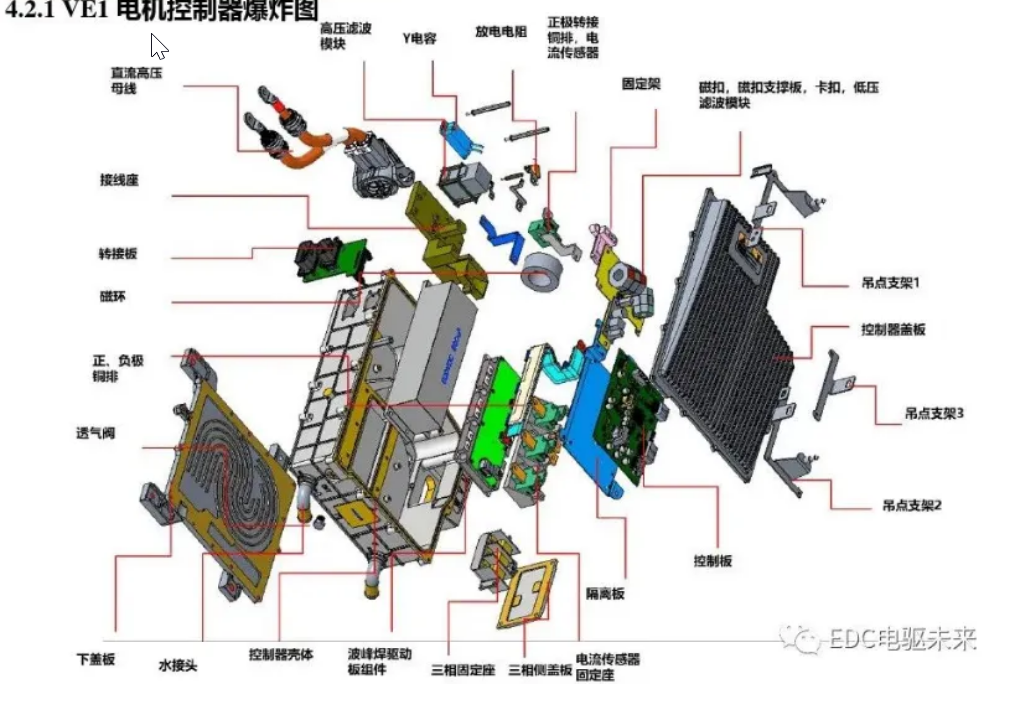 4.2.1 VE1 电机控制器爆炸图
高压滤波
模块
Y电容
放电电阻
正极转接
铜排，电
流传感器
固定架
磁扣，磁扣支撑板，卡扣，低压
滤波模块
直流高压
母线
接线座
转接板
磁环
正、负极
铜排
透气阀
吊点支架1
控制器盖板
吊点支架3
吊点支架2
控制板
隔离板
下盖板
水接头
控制器壳体
波峰焊驱动
板组件
三相固定座
三相侧盖板
电流传感器
固定座
EDC电驱未来